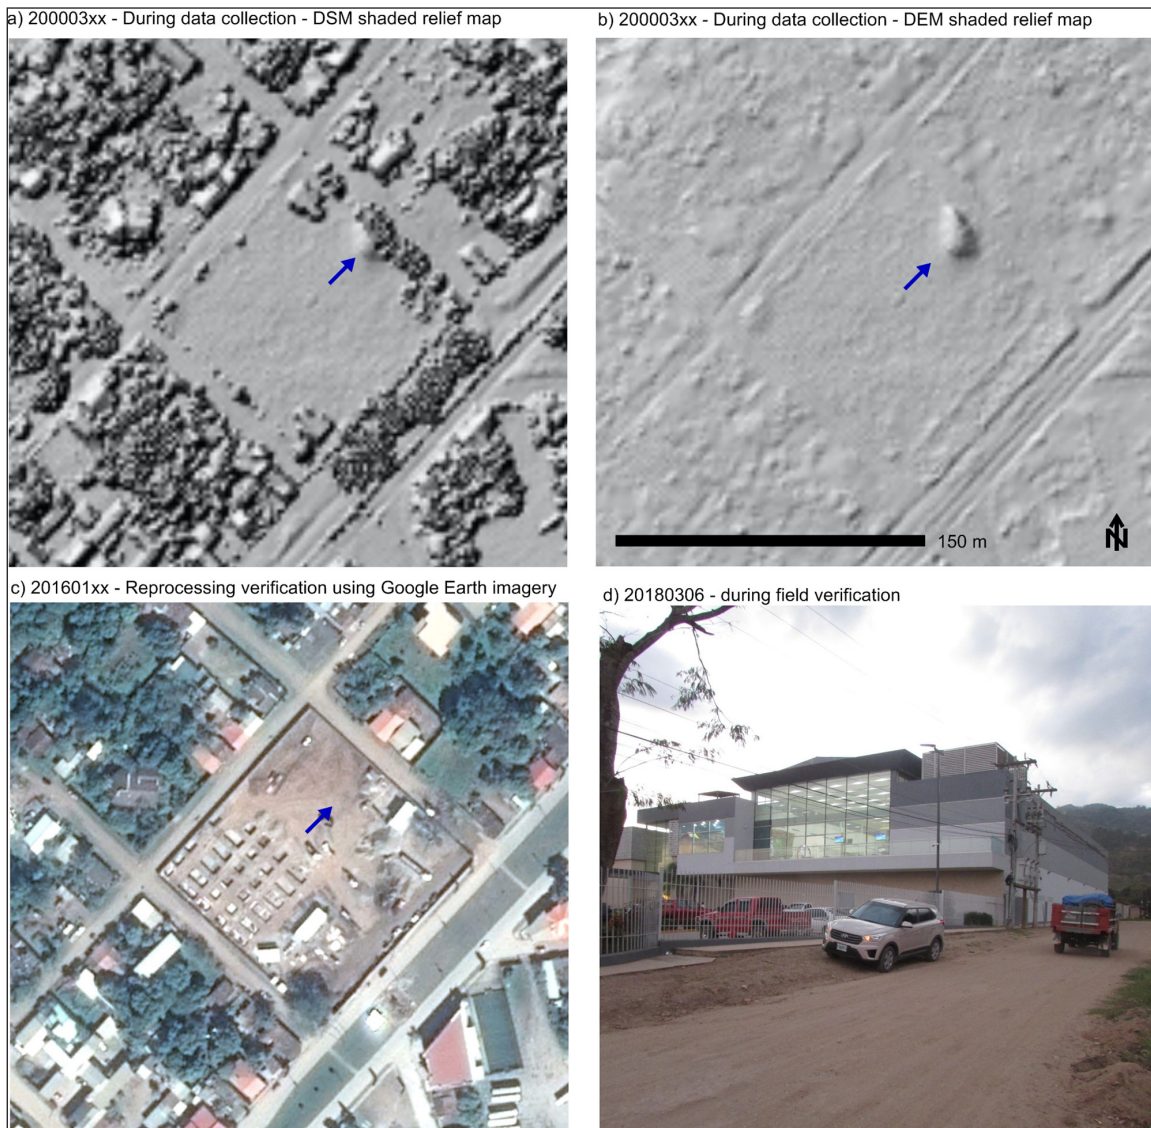 a) 200003xx - During data collection - DSM shaded relief map
b) 200003xx - During data collection - DEM shaded relief map
150 m
N
c) 201601xx - Reprocessing verification using Google Earth imagery
d) 20180306 - during field verification